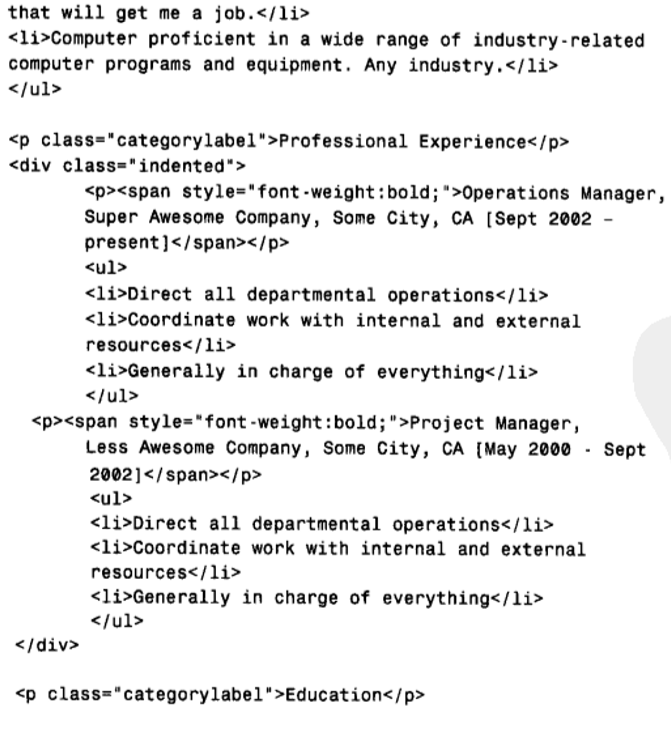 that will get me a job.</li>
<li>Computer proficient in a wide range of industry-related
computer programs and equipment. Any industry.</li>
</ul>
<p class="categorylabel">Professional Experience</p>
<div class="indented">
<p><span style="font-weight:bold;">Operations Manager,
Super Awesome Company, Some City, CA [Sept 2002 –
present]</span></p>
<ul>
<li>Direct all departmental operations</li>
<li>Coordinate work with internal and external
resources</li>
<li>Generally in charge of everything</li>
</ul>
<p><span style="font-weight:bold;">Project Manager,
Less Awesome Company, Some City, CA [May 2000 - Sept
2002]</span></p>
<ul>
<li>Direct all departmental operations</li>
<li>Coordinate work with internal and external
resources</li>
<li>Generally in charge of everything</li>
</ul>
</div>
<p class="categorylabel">Education</p>